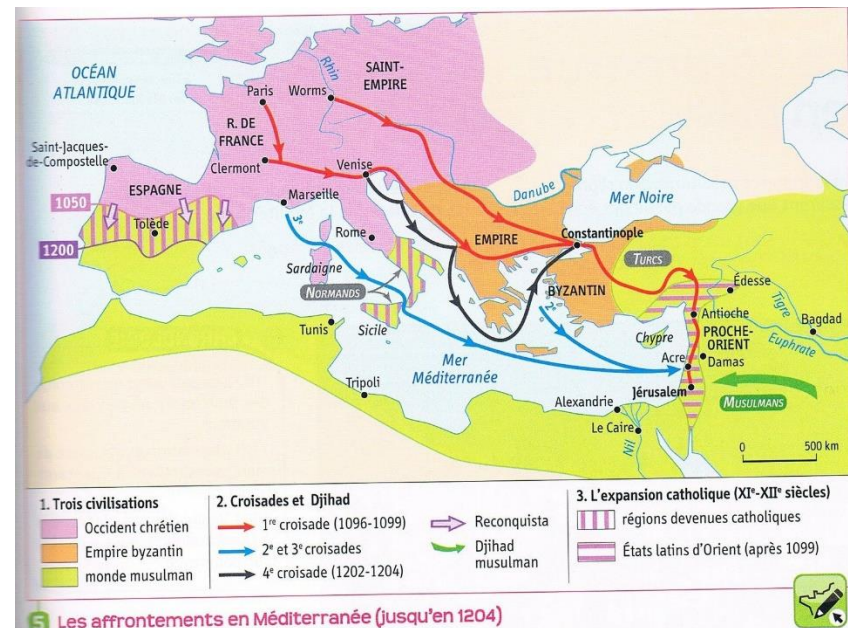 OCÉAN
ATLANTIQUE
Rhin
SAINT-
EMPIRE
Paris
Worms
R. DE
FRANCE
Saint-Jacques-
de-Compostelle
Clermont
Venise
ESPAGNE
1050
Marseille
Danube
Mer Noire
Tolède
3e
Rome
EMPIRE
Constantinople
1200
Sardaigne
TURCS
NORMANDS
BYZANTIN
Édesse
2e
Tigre
Antioche
Bagdad
Tunis
Sicile
Chypre
PROCHE-
ORIENT
Euphrate
Mer
Méditerranée
Acre
Damas
Tripoli
Jérusalem
MUSULMANS
Alexandrie
Le Caire
Nil
0 500 km
1. Trois civilisations
Occident chrétien
Empire byzantin
monde musulman
2. Croisades et Djihad
1re croisade (1096-1099)
2e et 3e croisades
4e croisade (1202-1204)
Reconquista
Djihad
musulman
3. L'expansion catholique (XIe-XIIe siècles)
régions devenues catholiques
États latins d'Orient (après 1099)
5 Les affrontements en Méditerranée (jusqu'en 1204)